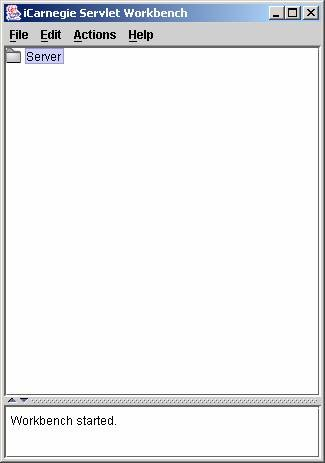 iCarnegie Servlet Workbench
File Edit Actions Help
Server
Workbench started.